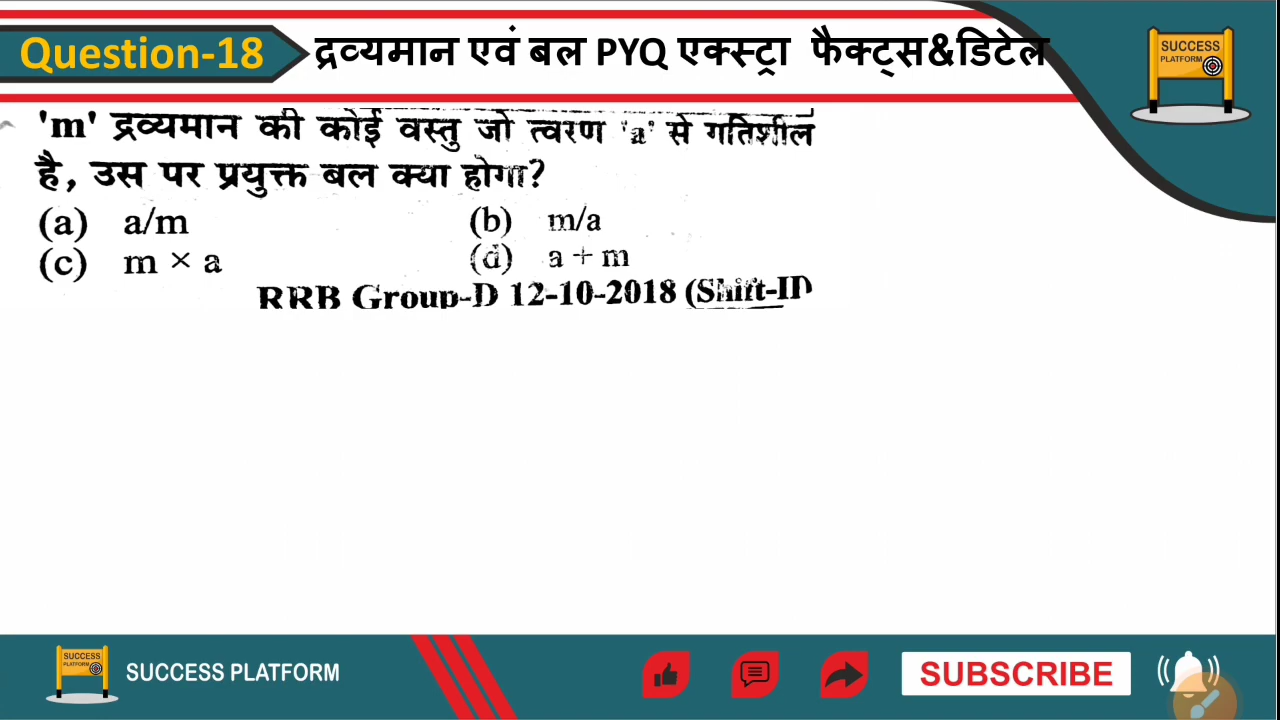 Question-18
द्रव्यमान एवं बल PYQ एक्स्ट्रा फैक्ट्स&डिटेल
SUCCESS
PLATFORM
'm' द्रव्यमान की कोई वस्तु जो त्वरण 'a' से गतिशील
है, उस पर प्रयुक्त बल क्या होगा?
(a) a/m (b) m/a
(c) m × a (d) a + m
RRB Group-D 12-10-2018 (Shift-II)
SUCCESS
PLATFORM
SUCCESS PLATFORM
SUBSCRIBE